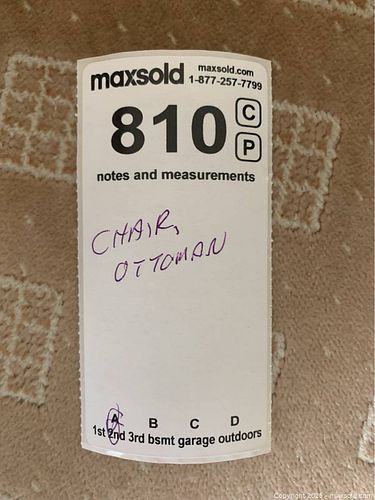 maxsold maxsold.com
1-877-257-7799
810 C
P
notes and measurements
CHAIR,
OTTOMAN
A B C D
1st 2nd 3rd bsmt garage outdoors
Copyright 2020 - maxsold.com